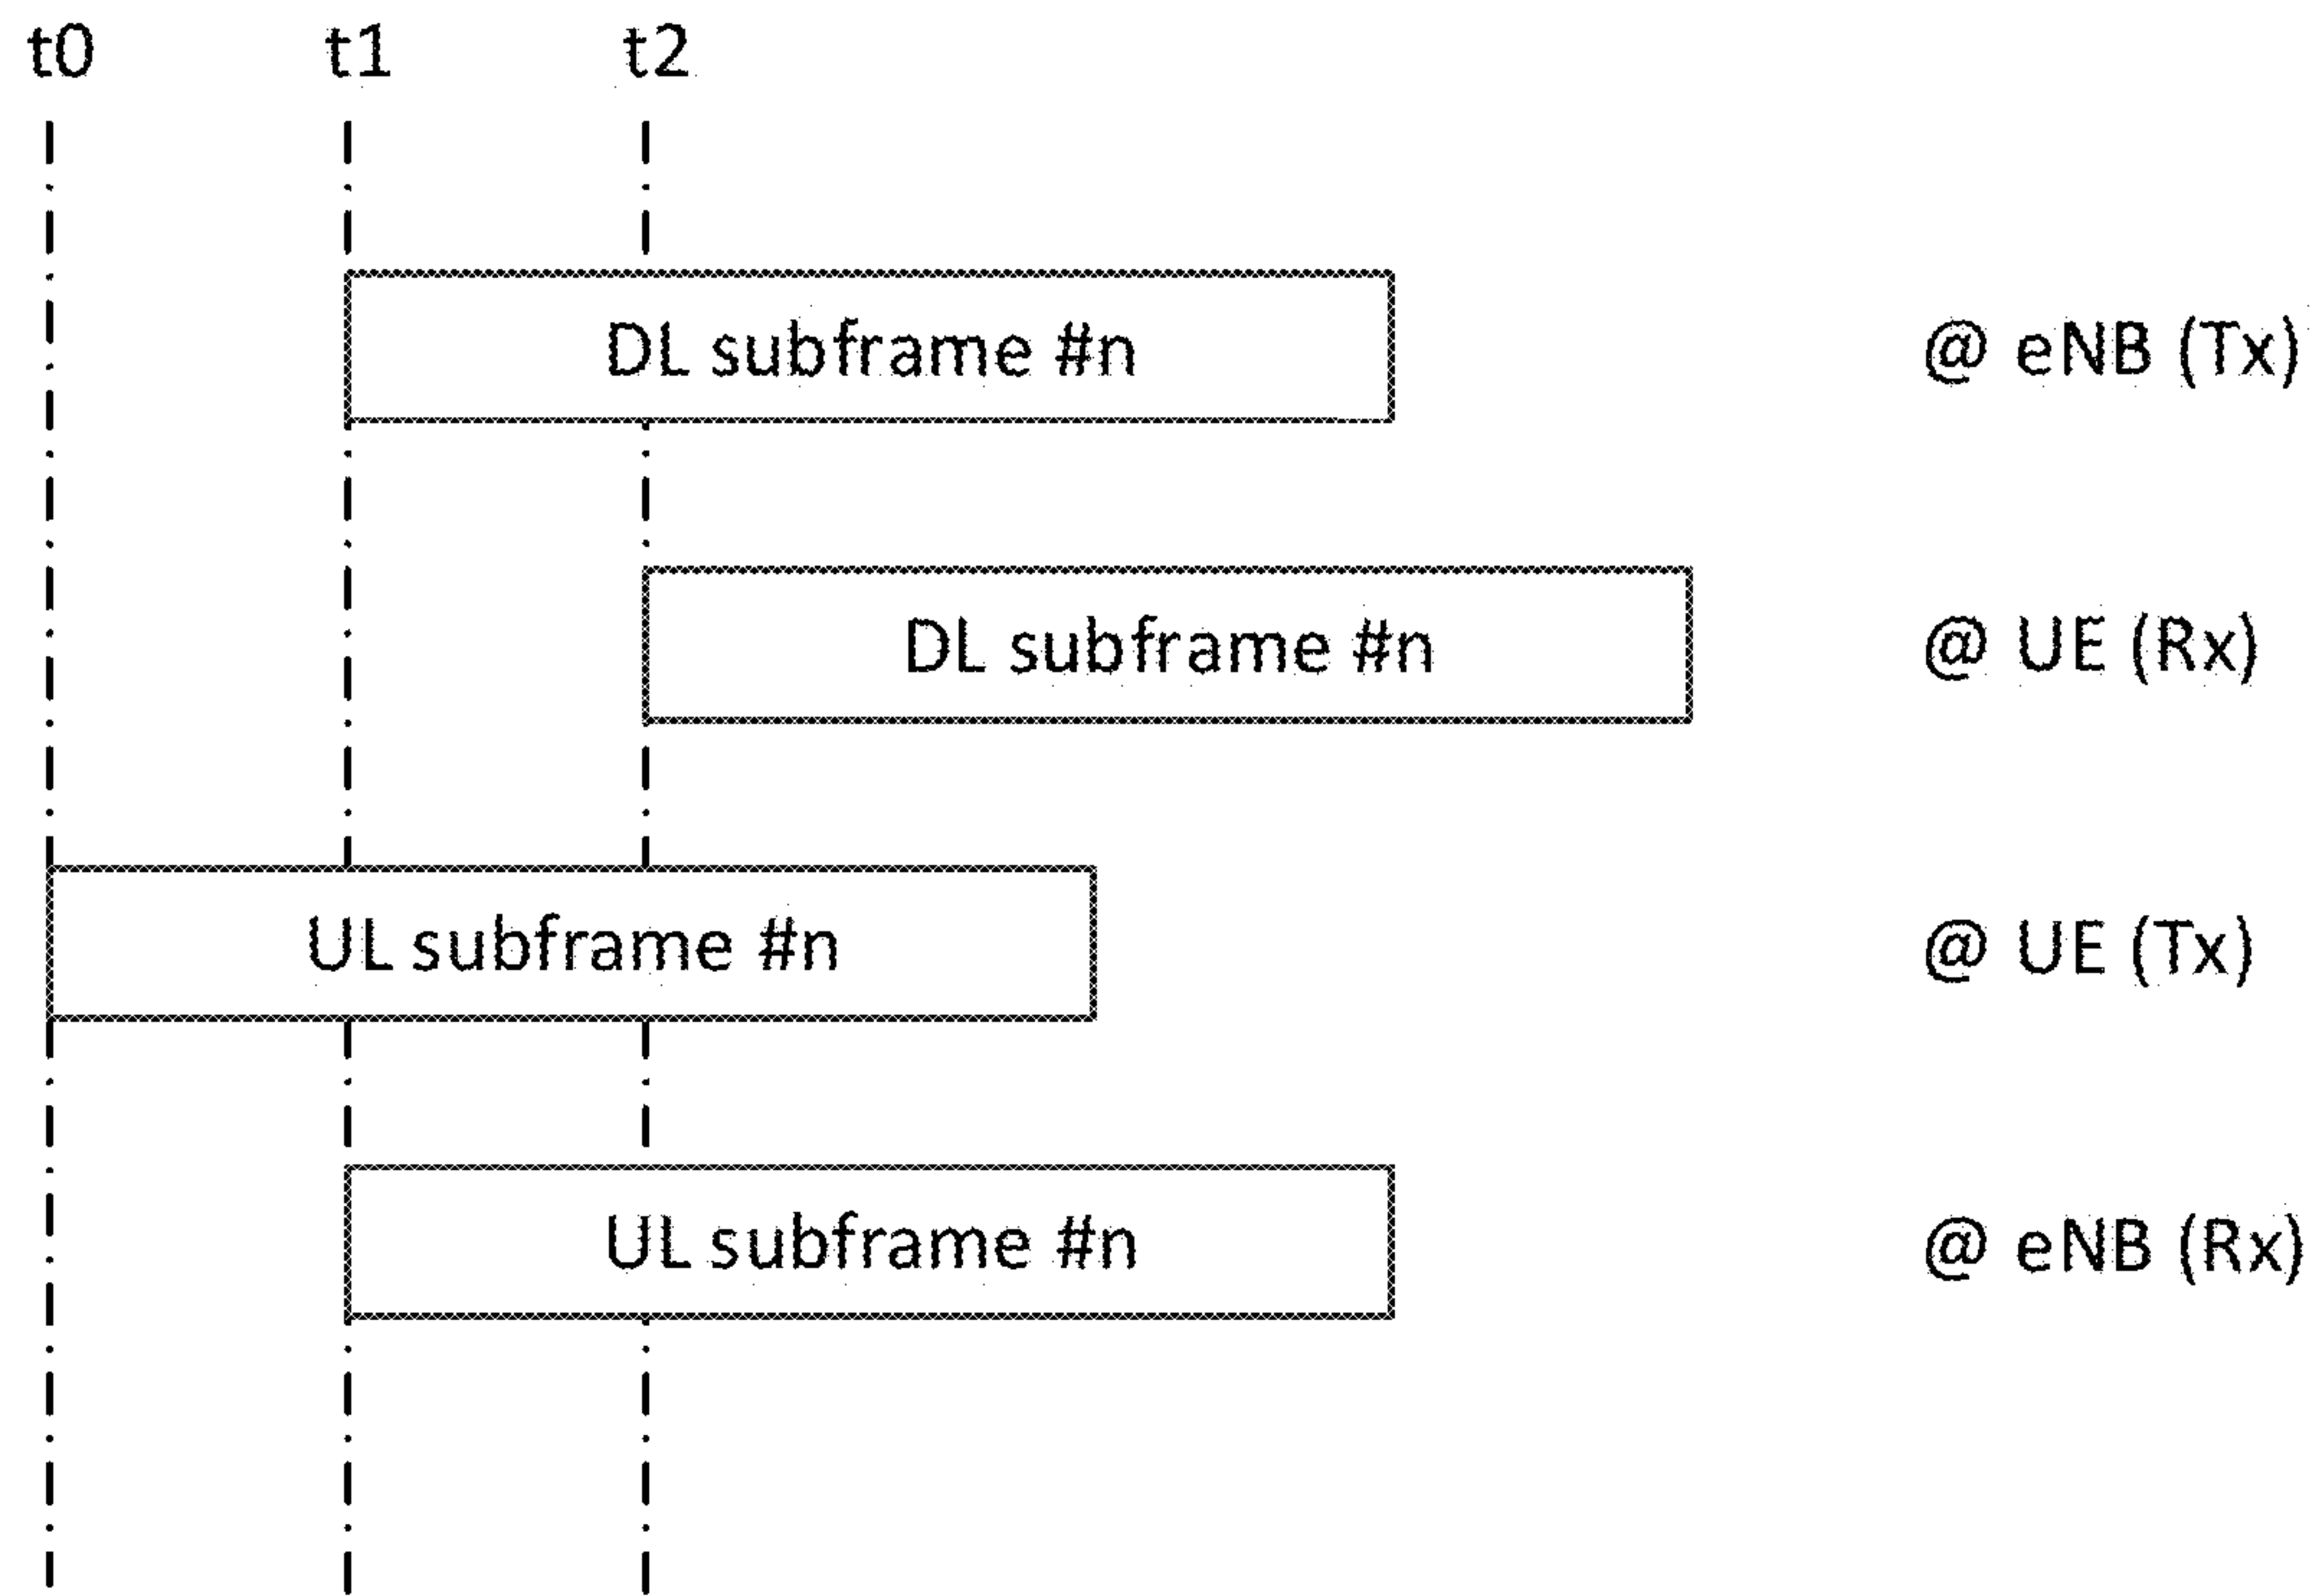 t0 t1 t2
DL subframe #n @ eNB (Tx)
DL subframe #n @ UE (Rx)
UL subframe #n @ UE (Tx)
UL subframe #n @ eNB (Rx)